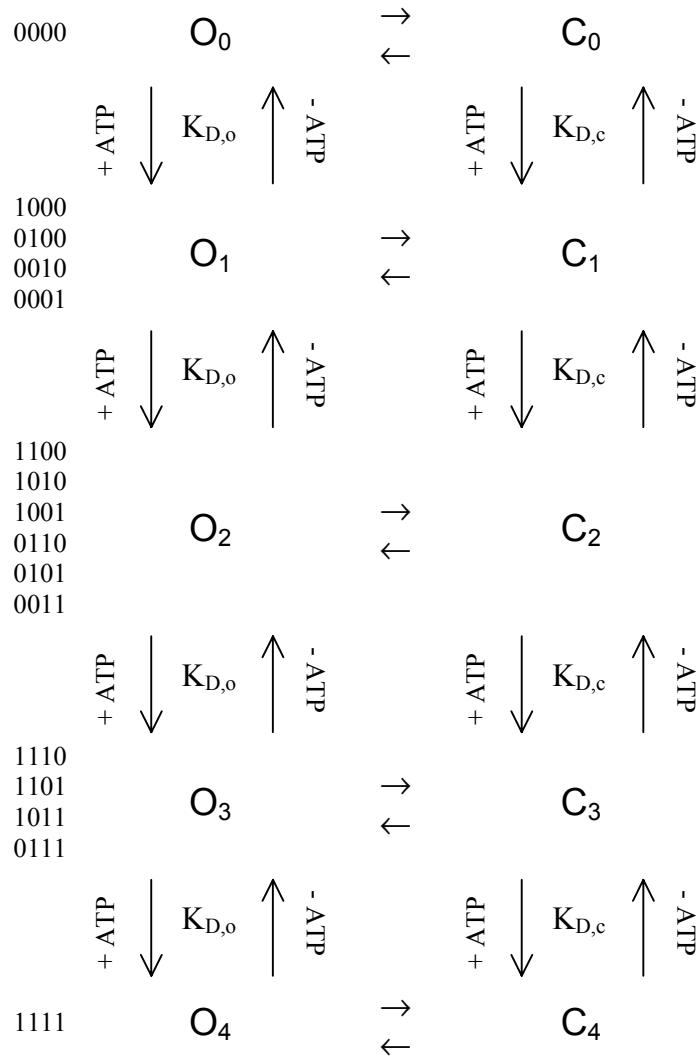 0000 O₀ → C₀
←
+ ATP K_D,o - ATP + ATP K_D,c - ATP
1000
0100 →
0010 O₁ C₁
0001 ←
+ ATP K_D,o - ATP + ATP K_D,c - ATP
1100
1010
1001 →
0110 O₂ C₂
0101 ←
0011
+ ATP K_D,o - ATP + ATP K_D,c - ATP
1110
1101 →
1011 O₃ C₃
0111 ←
+ ATP K_D,o - ATP + ATP K_D,c - ATP
1111 O₄ → C₄
←